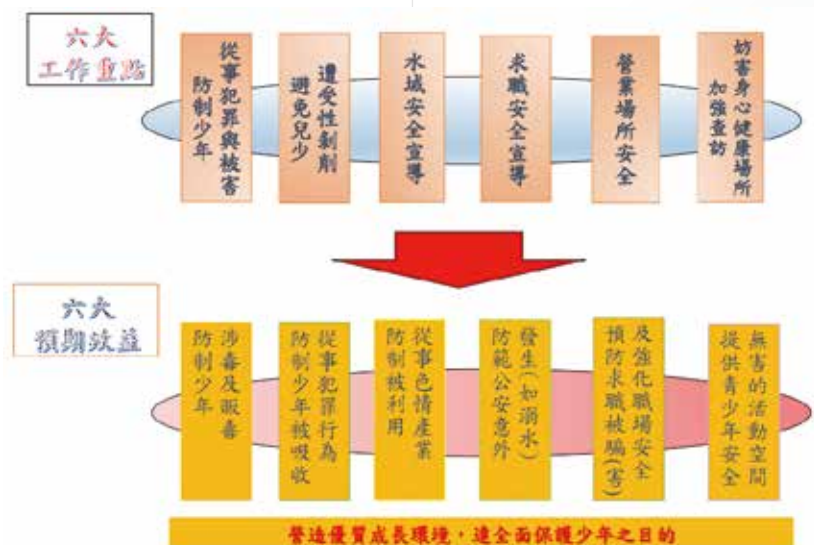 六大
工作重點
防制少年
從事犯罪與被害
避免兒少
遭受性剝削
水域安全宣導
求職安全宣導
營業場所安全
加強查訪
妨害身心健康場所
六大
預期效益
防制少年
涉毒及販毒
防制少年被吸收
從事犯罪行為
防制被利用
從事色情產業
防範公安意外
發生(如溺水)
預防求職被騙(害)
及強化職場安全
提供青少年安全
無害的活動空間
營造優質成長環境，達全面保護少年之目的